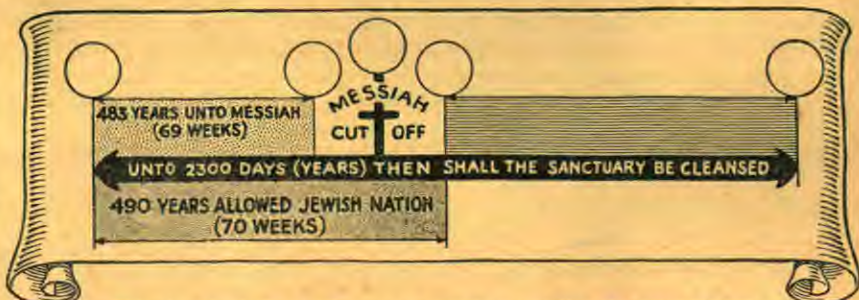 483 YEARS UNTO MESSIAH
(69 WEEKS)
MESSIAH
CUT OFF
UNTO 2300 DAYS (YEARS) THEN SHALL THE SANCTUARY BE CLEANSED
490 YEARS ALLOWED JEWISH NATION
(70 WEEKS)